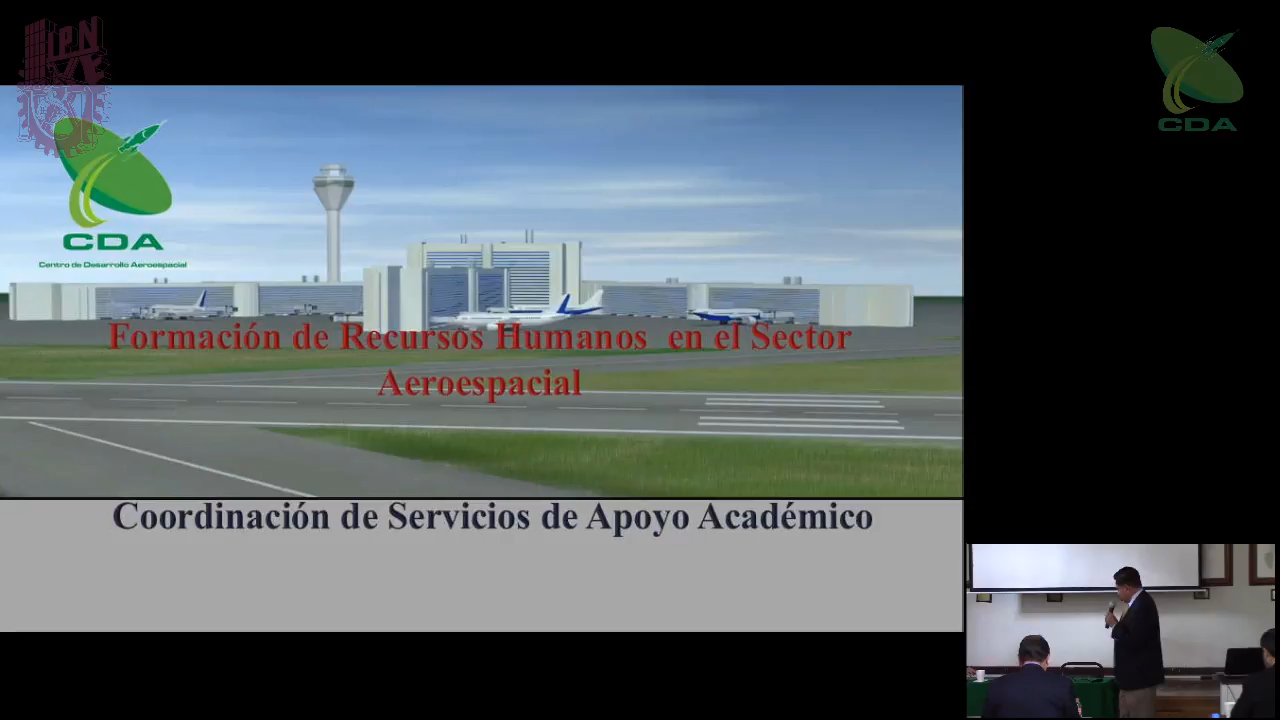 IPN
CDA
CDA
Centro de Desarrollo Aeroespacial
Formación de Recursos Humanos en el Sector
Aeroespacial
Coordinación de Servicios de Apoyo Académico